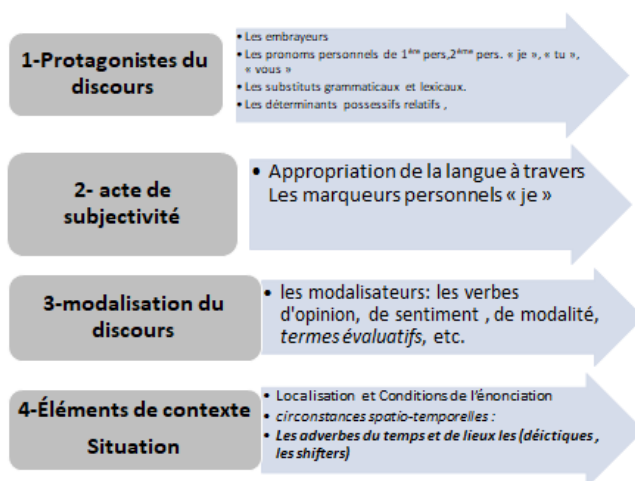 1-Protagonistes du
discours
• Les embrayeurs
• Les pronoms personnels de 1ère pers,2ème pers. « je », « tu »,
« vous »
• Les substituts grammaticaux et lexicaux.
• Les déterminants possessifs relatifs ,
2- acte de
subjectivité
• Appropriation de la langue à travers
Les marqueurs personnels « je »
3-modalisation du
discours
• les modalisateurs: les verbes
d'opinion, de sentiment , de modalité,
termes évaluatifs, etc.
4-Éléments de contexte
Situation
• Localisation et Conditions de l'énonciation
• circonstances spatio-temporelles :
• Les adverbes du temps et de lieux les (déictiques ,
les shifters)